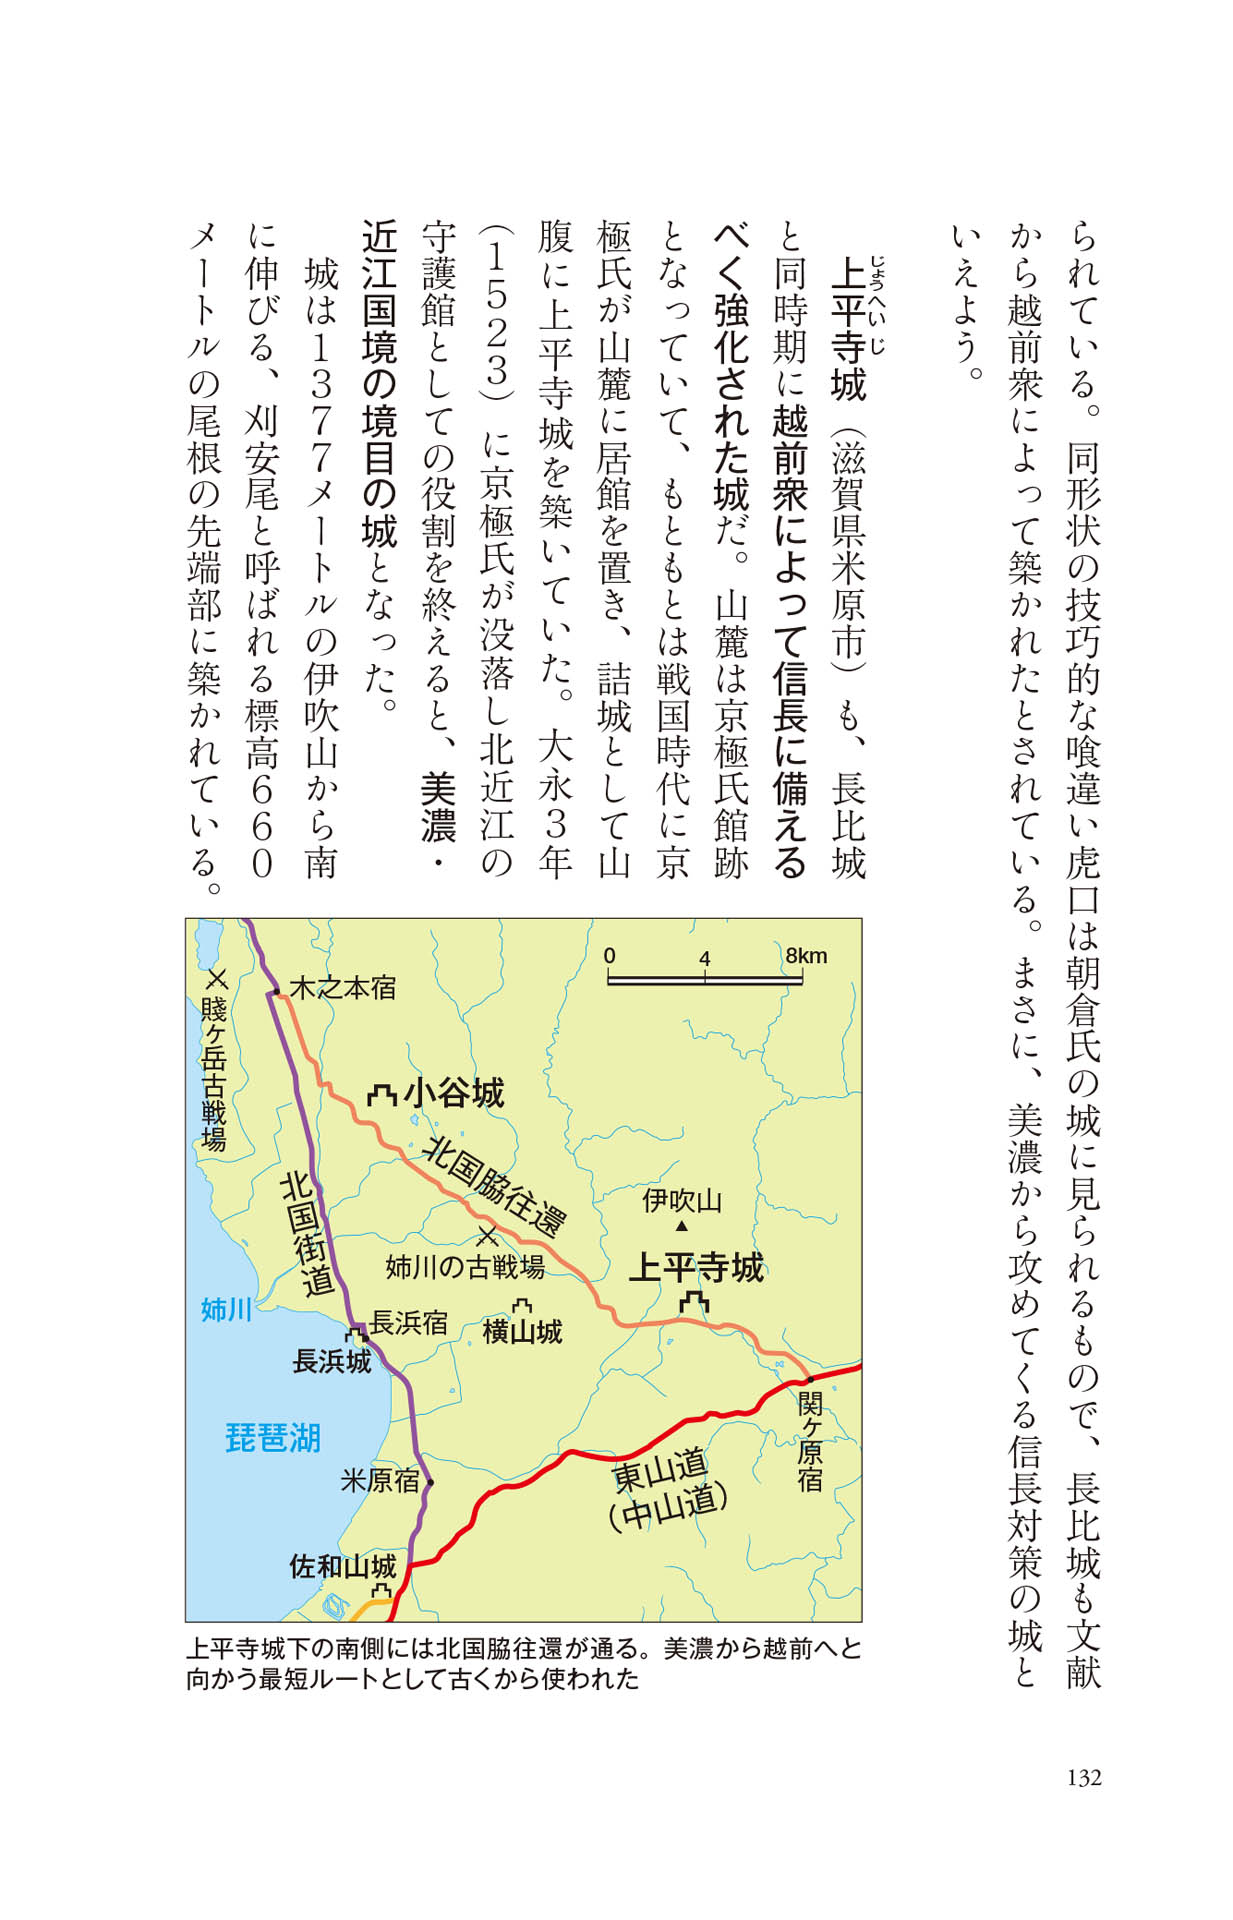 られている。同形状の技巧的な喰違い虎口は朝倉氏の城に見られるもので、長比城も文献
から越前衆によって築かれたとされている。まさに、美濃から攻めてくる信長対策の城と
いえよう。
上平寺城（滋賀県米原市）も、長比城
じょうへいじ
と同時期に越前衆によって信長に備える
べく強化された城だ。山麓は京極氏館跡
となっていて、もともとは戦国時代に京
極氏が山麓に居館を置き、詰城として山
腹に上平寺城を築いていた。大永３年
（１５２３）に京極氏が没落し北近江の
守護館としての役割を終えると、美濃・
近江国境の境目の城となった。
城は１３７７メートルの伊吹山から南
に伸びる、刈安尾と呼ばれる標高６６０
メートルの尾根の先端部に築かれている。
0 4 8km
木之本宿
賤ヶ岳古戦場
小谷城
北国脇往還
北国街道
伊吹山
上平寺城
姉川の古戦場
姉川
長浜宿
横山城
長浜城
関ヶ原宿
琵琶湖
米原宿
東山道
（中山道）
佐和山城
上平寺城下の南側には北国脇往還が通る。美濃から越前へと
向かう最短ルートとして古くから使われた
132